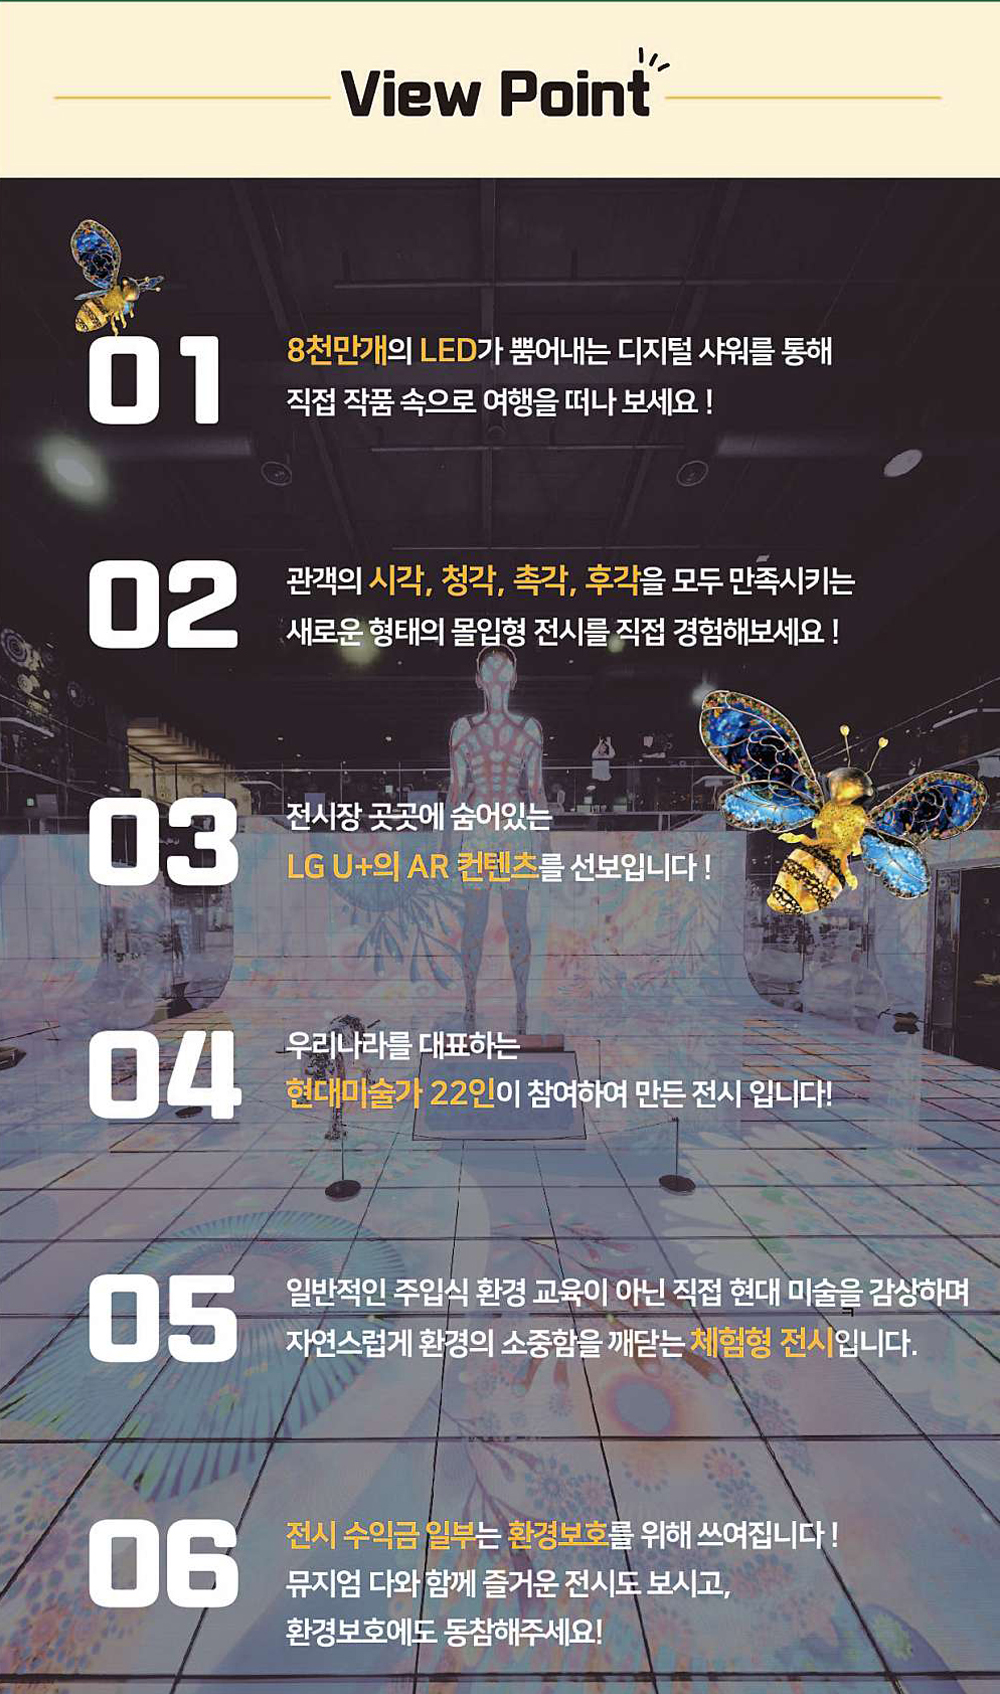 View Point
01
8천만개의 LED가 뿜어내는 디지털 샤워를 통해
직접 작품 속으로 여행을 떠나 보세요 !
02
관객의 시각, 청각, 촉각, 후각을 모두 만족시키는
새로운 형태의 몰입형 전시를 직접 경험해보세요 !
03
전시장 곳곳에 숨어있는
LG U+의 AR 컨텐츠를 선보입니다 !
04
우리나라를 대표하는
현대미술가 22인이 참여하여 만든 전시 입니다!
05
일반적인 주입식 환경 교육이 아닌 직접 현대 미술을 감상하며
ㅋ
자연스럽게 환경의 소중함을 깨닫는 체험형 전시입니다.
06
전시 수익금 일부는 환경보호를 위해 쓰여집니다 !
뮤지엄 다와 함께 즐거운 전시도 보시고,
환경보호에도 동참해주세요!